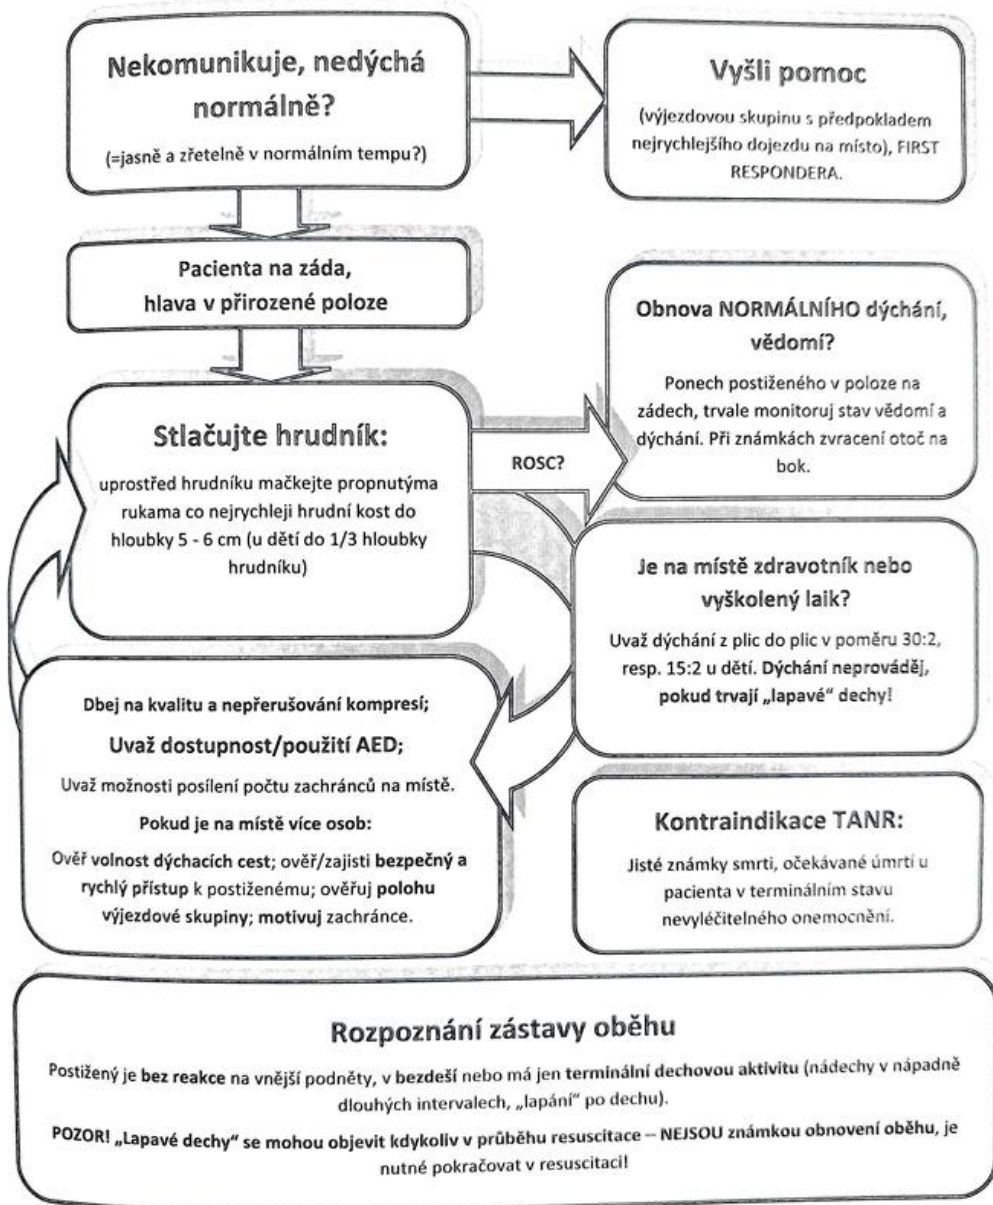 Nekomunikuje, nedýchá
normálně?
(=jasně a zřetelně v normálním tempu?)
Vyšli pomoc
(výjezdovou skupinu s předpokladem
nejrychlejšího dojezdu na místo), FIRST
RESPONDERA.
Pacienta na záda,
hlava v přirozené poloze
Obnova NORMÁLNÍHO dýchání,
vědomí?
Ponech postiženého v poloze na
zádech, trvale monitoruj stav vědomí a
dýchání. Při známkách zvracení otoč na
bok.
Stlačujte hrudník:
uprostřed hrudníku mačkejte propnutýma
rukama co nejrychleji hrudní kost do
hloubky 5 - 6 cm (u dětí do 1/3 hloubky
hrudníku)
ROSC?
Je na místě zdravotník nebo
vyškolený laik?
Uvaž dýchání z plic do plic v poměru 30:2,
resp. 15:2 u dětí. Dýchání neprováděj,
pokud trvají „lapavé" dechy!
Dbej na kvalitu a nepřerušování kompresí;
Uvaž dostupnost/použití AED;
Uvaž možnosti posílení počtu zachránců na místě.
Pokud je na místě více osob:
Ověř volnost dýchacích cest; ověř/zajisti bezpečný a
rychlý přístup k postiženému; ověřuj polohu
výjezdové skupiny; motivuj zachránce.
Kontraindikace TANR:
Jisté známky smrti, očekávané úmrtí u
pacienta v terminálním stavu
nevyléčitelného onemocnění.
Rozpoznání zástavy oběhu
Postižený je bez reakce na vnější podněty, v bezdeší nebo má jen terminální dechovou aktivitu (nádechy v nápadně
dlouhých intervalech, „lapání" po dechu).
POZOR! „Lapavé dechy" se mohou objevit kdykoliv v průběhu resuscitace – NEJSOU známkou obnovení oběhu, je
nutné pokračovat v resuscitaci!